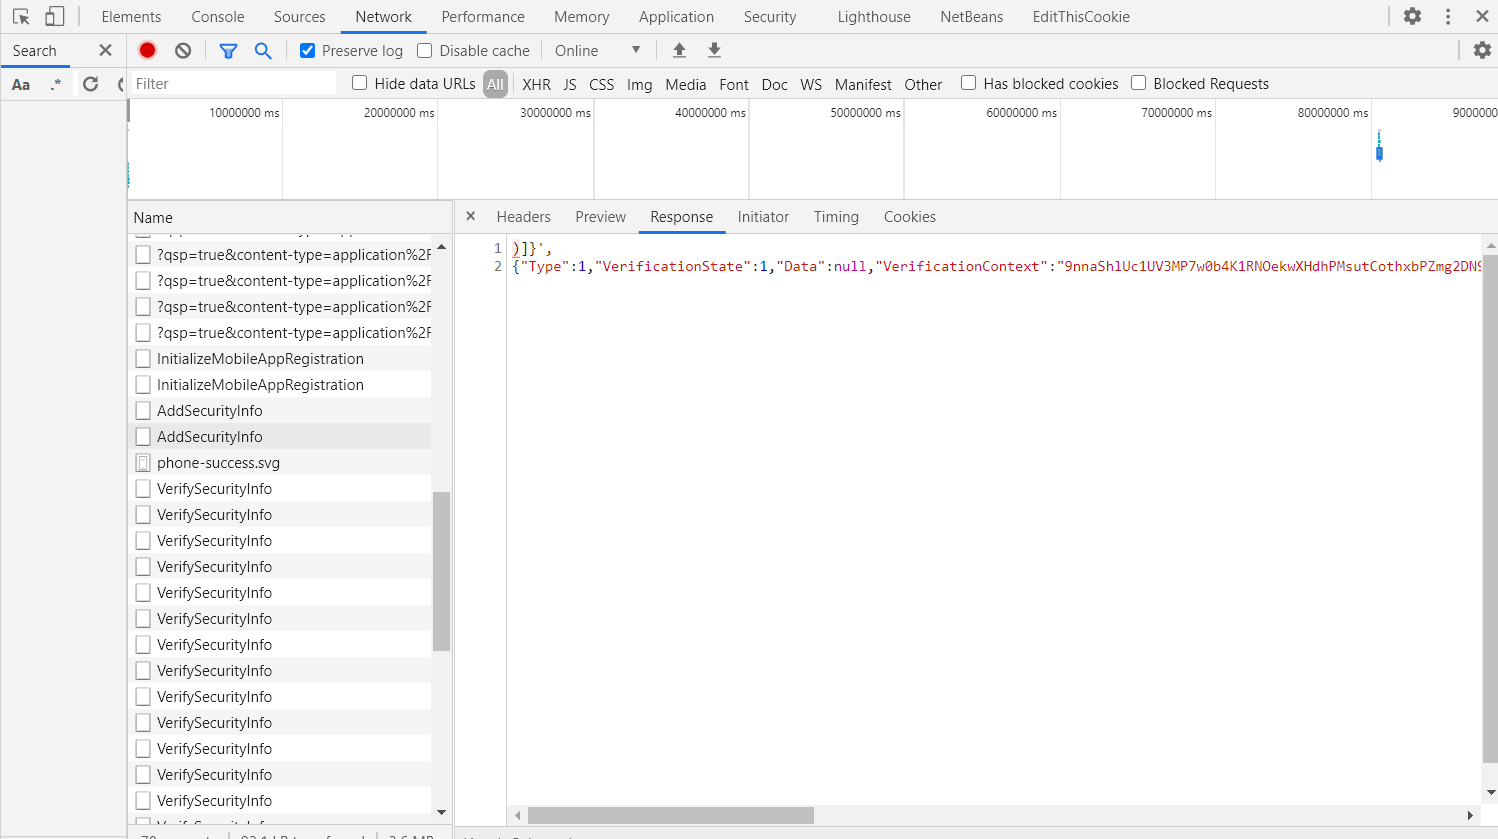 Elements Console Sources Network Performance Memory Application Security Lighthouse NetBeans EditThisCookie
Search
Preserve log Disable cache Online
Aa .*
Filter Hide data URLs All XHR JS CSS Img Media Font Doc WS Manifest Other Has blocked cookies Blocked Requests
10000000 ms 20000000 ms 30000000 ms 40000000 ms 50000000 ms 60000000 ms 70000000 ms 80000000 ms 9000000
Name
Headers Preview Response Initiator Timing Cookies
1 )]}',
2 {"Type":1,"VerificationState":1,"Data":null,"VerificationContext":"9nnaShlUc1UV3MP7w0b4K1RNOekwXHdhPMsutCothxbPZmg2DN9
?qsp=true&content-type=application%2F
?qsp=true&content-type=application%2F
?qsp=true&content-type=application%2F
?qsp=true&content-type=application%2F
InitializeMobileAppRegistration
InitializeMobileAppRegistration
AddSecurityInfo
AddSecurityInfo
phone-success.svg
VerifySecurityInfo
VerifySecurityInfo
VerifySecurityInfo
VerifySecurityInfo
VerifySecurityInfo
VerifySecurityInfo
VerifySecurityInfo
VerifySecurityInfo
VerifySecurityInfo
VerifySecurityInfo
VerifySecurityInfo
VerifySecurityInfo
VerifySecurityInfo